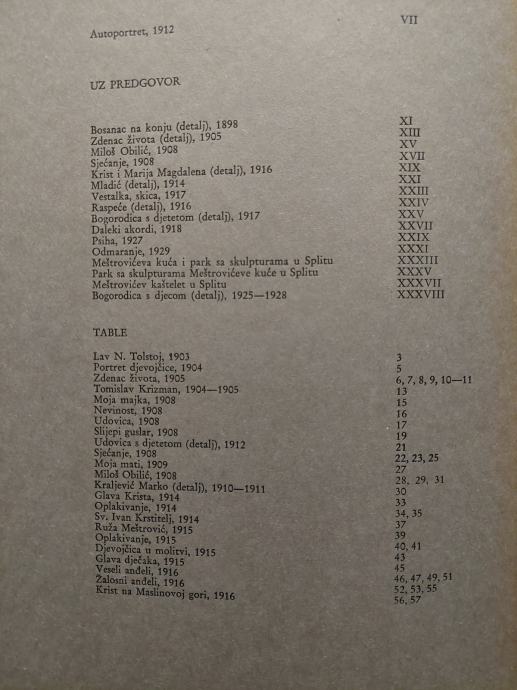 Autoportret, 1912 VII
UZ PREDGOVOR
Bosanac na konju (detalj), 1898 XI
Zdenac života (detalj), 1905 XIII
Miloš Obilić, 1908 XV
Sjećanje, 1908 XVII
Krist i Marija Magdalena (detalj), 1916 XIX
Mladić (detalj), 1914 XXI
Vestalka, skica, 1917 XXIII
Raspeće (detalj), 1916 XXIV
Bogorodica s djetetom (detalj), 1917 XXV
Daleki akordi, 1918 XXVII
Psiha, 1927 XXIX
Odmaranje, 1929 XXXI
Meštrovićeva kuća i park sa skulpturama u Splitu XXXIII
Park sa skulpturama Meštrovićeve kuće u Splitu XXXV
Meštrovićev kaštelet u Splitu XXXVII
Bogorodica s djecom (detalj), 1925—1928 XXXVIII
TABLE
Lav N. Tolstoj, 1903 3
Portret djevojčice, 1904 5
Zdenac života, 1905 6, 7, 8, 9, 10—11
Tomislav Krizman, 1904—1905 13
Moja majka, 1908 15
Nevinost, 1908 16
Udovica, 1908 17
Slijepi guslar, 1908 19
Udovica s djetetom (detalj), 1912 21
Sjećanje, 1908 22, 23, 25
Moja mati, 1909 27
Miloš Obilić, 1908 28, 29, 31
Kraljević Marko (detalj), 1910—1911 30
Glava Krista, 1914 33
Oplakivanje, 1914 34, 35
Sv. Ivan Krstitelj, 1914 37
Ruža Meštrović, 1915 39
Oplakivanje, 1915 40, 41
Djevojčica u molitvi, 1915 43
Glava dječaka, 1915 45
Veseli anđeli, 1916 46, 47, 49, 51
Žalosni anđeli, 1916 52, 53, 55
Krist na Maslinovoj gori, 1916 56, 57